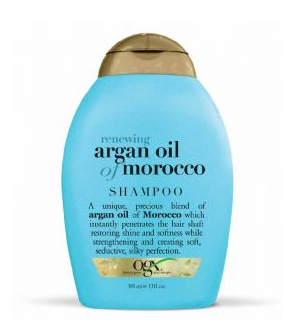 renewing
argan oil
of morocco
SHAMPOO
A unique, precious blend of
argan oil of Morocco which
instantly penetrates the hair shaft
restoring shine and softness while
strengthening and creating soft,
seductive, silky perfection.
ogx